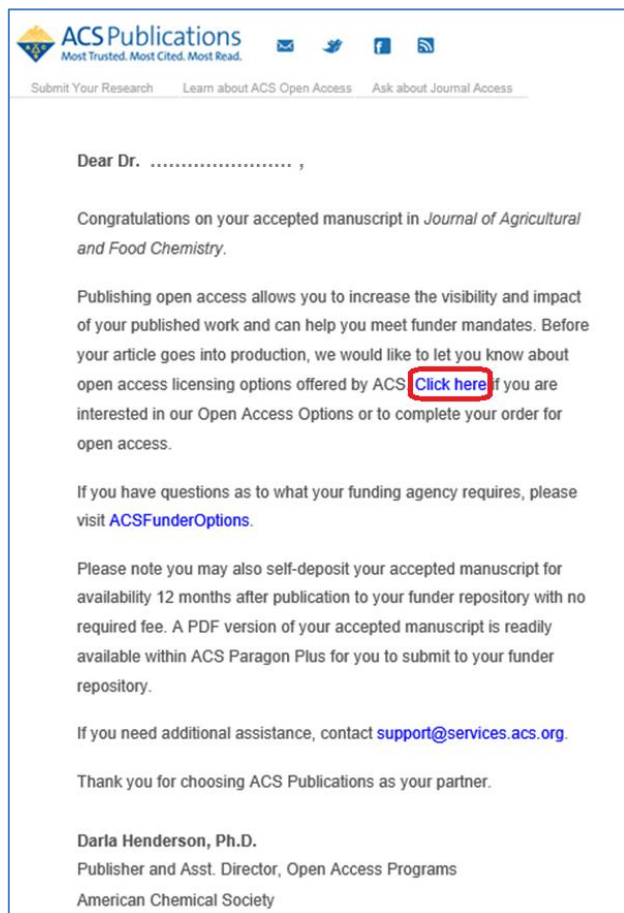 ACS Publications
Most Trusted. Most Cited. Most Read.
Submit Your Research Learn about ACS Open Access Ask about Journal Access
Dear Dr. ........................ ,
Congratulations on your accepted manuscript in Journal of Agricultural
and Food Chemistry.
Publishing open access allows you to increase the visibility and impact
of your published work and can help you meet funder mandates. Before
your article goes into production, we would like to let you know about
open access licensing options offered by ACS. Click here if you are
interested in our Open Access Options or to complete your order for
open access.
If you have questions as to what your funding agency requires, please
visit ACSFunderOptions.
Please note you may also self-deposit your accepted manuscript for
availability 12 months after publication to your funder repository with no
required fee. A PDF version of your accepted manuscript is readily
available within ACS Paragon Plus for you to submit to your funder
repository.
If you need additional assistance, contact support@services.acs.org.
Thank you for choosing ACS Publications as your partner.
Darla Henderson, Ph.D.
Publisher and Asst. Director, Open Access Programs
American Chemical Society